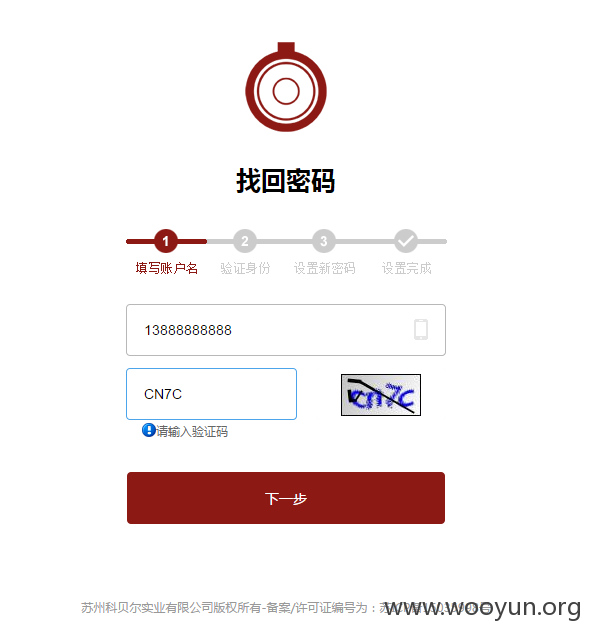 找回密码
1 2 3
填写账户名 验证身份 设置新密码 设置完成
13888888888
CN7C cn7c
请输入验证码
下一步
苏州科贝尔实业有限公司版权所有-备案/许可证编号为：
www.wooyun.org